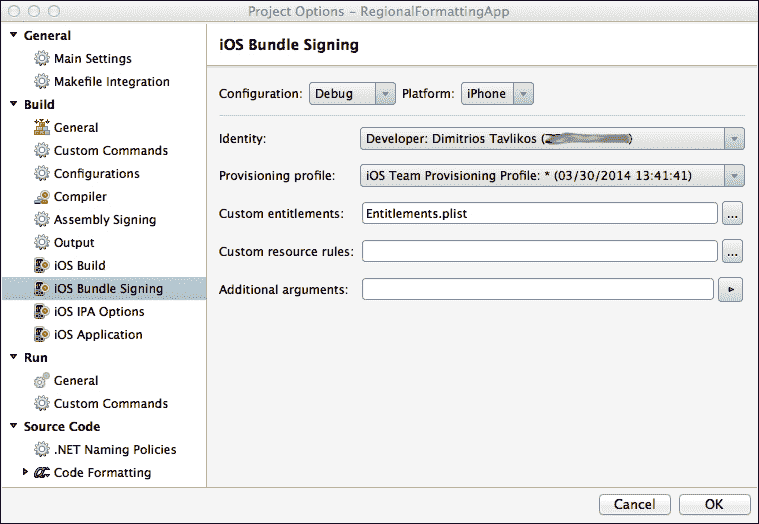 Project Options – RegionalFormattingApp
General
Main Settings
Makefile Integration
Build
General
Custom Commands
Configurations
Compiler
Assembly Signing
Output
iOS Build
iOS Bundle Signing
iOS IPA Options
iOS Application
Run
General
Custom Commands
Source Code
.NET Naming Policies
Code Formatting
iOS Bundle Signing
Configuration: Debug Platform: iPhone
Identity: Developer: Dimitrios Tavlikos ( )
Provisioning profile: iOS Team Provisioning Profile: * (03/30/2014 13:41:41)
Custom entitlements: Entitlements.plist ...
Custom resource rules: ...
Additional arguments:
Cancel OK